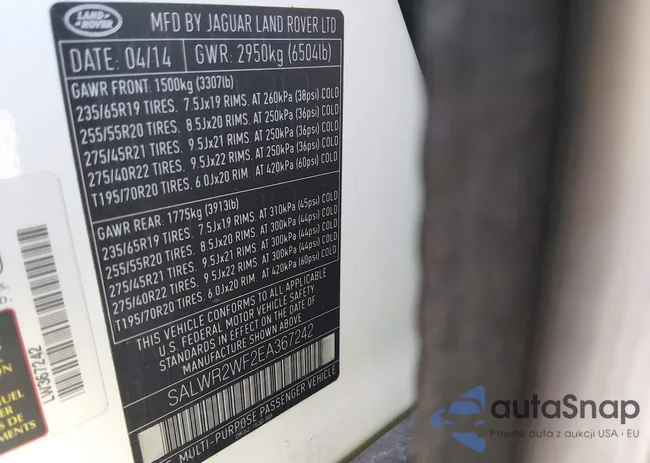 LAND
ROVER
MFD BY JAGUAR LAND ROVER LTD
DATE: 04/14
GWR: 2950kg (6504lb)
GAWR FRONT: 1500kg (3307lb)
235/65R19 TIRES. 7.5Jx19 RIMS. AT 260kPa (38psi) COLD
255/55R20 TIRES. 8.5Jx20 RIMS. AT 250kPa (36psi) COLD
275/45R21 TIRES. 9.5Jx21 RIMS. AT 250kPa (36psi) COLD
275/40R22 TIRES. 9.5Jx22 RIMS. AT 250kPa (36psi) COLD
T195/70R20 TIRES. 6.0Jx20 RIM. AT 420kPa (60psi) COLD
GAWR REAR: 1775kg (3913lb)
235/65R19 TIRES. 7.5Jx19 RIMS. AT 310kPa (45psi) COLD
255/55R20 TIRES. 8.5Jx20 RIMS. AT 300kPa (44psi) COLD
275/45R21 TIRES. 9.5Jx21 RIMS. AT 300kPa (44psi) COLD
275/40R22 TIRES. 9.5Jx22 RIMS. AT 300kPa (44psi) COLD
T195/70R20 TIRES. 6.0Jx20 RIM. AT 420kPa (60psi) COLD
THIS VEHICLE CONFORMS TO ALL APPLICABLE
U.S. FEDERAL MOTOR VEHICLE SAFETY
STANDARDS IN EFFECT ON THE DATE OF
MANUFACTURE SHOWN ABOVE
SALWR2WF2EA367242
MULTI-PURPOSE PASSENGER VEHICLE
LW367242
autoSnap
Pewne auta z aukcji USA i EU